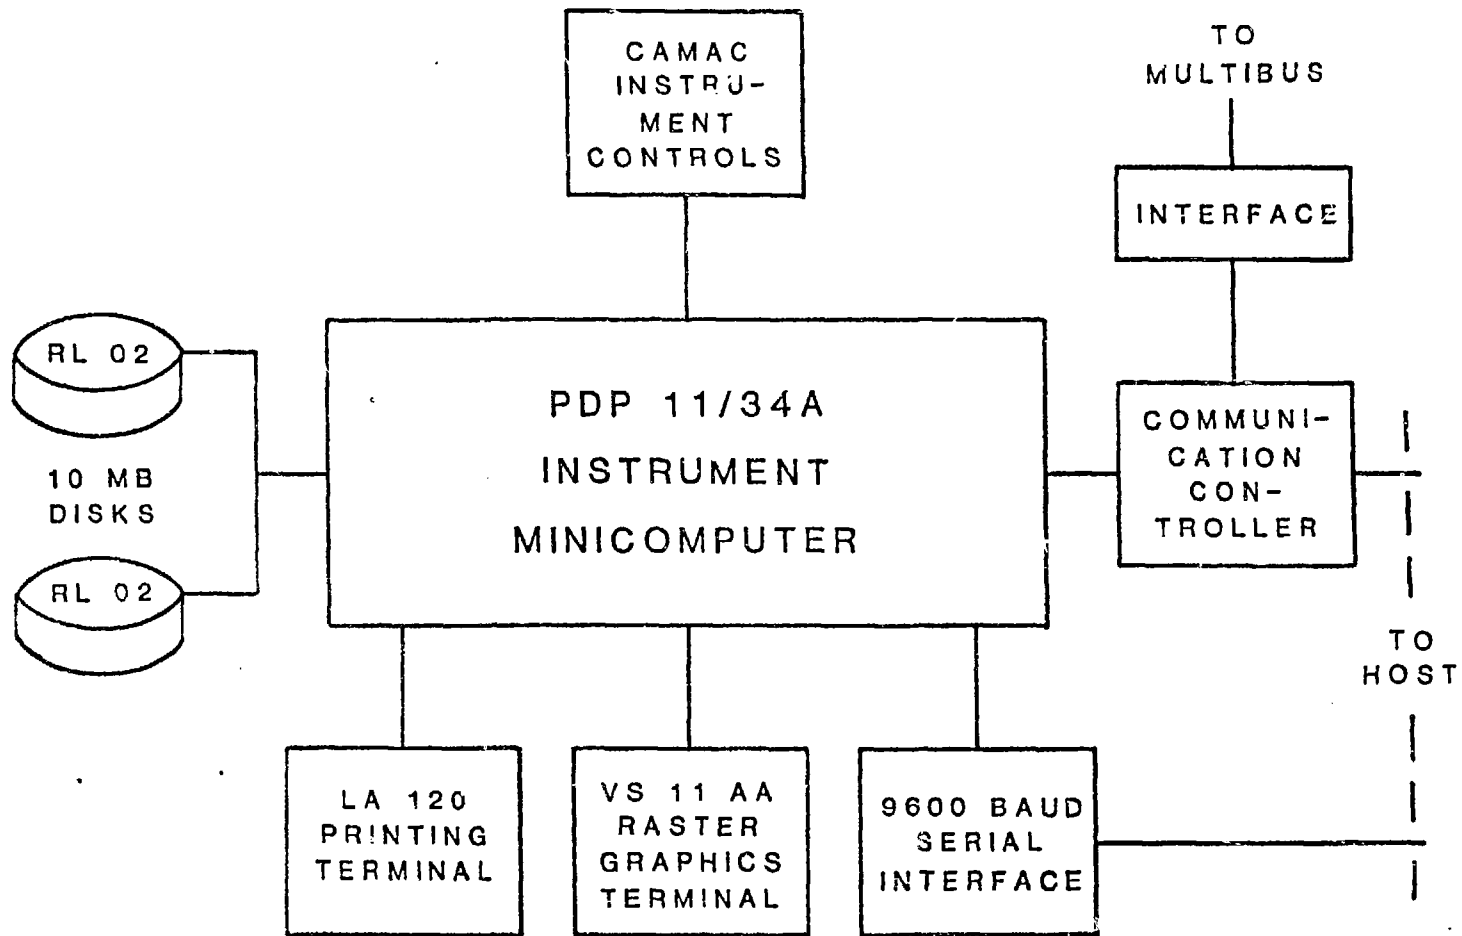 CAMAC
INSTRU-
MENT
CONTROLS
TO
MULTIBUS
INTERFACE
RL 02
10 MB
DISKS
RL 02
PDP 11/34A
INSTRUMENT
MINICOMPUTER
COMMUNI-
CATION
CON-
TROLLER
TO
HOST
LA 120
PRINTING
TERMINAL
VS 11 AA
RASTER
GRAPHICS
TERMINAL
9600 BAUD
SERIAL
INTERFACE